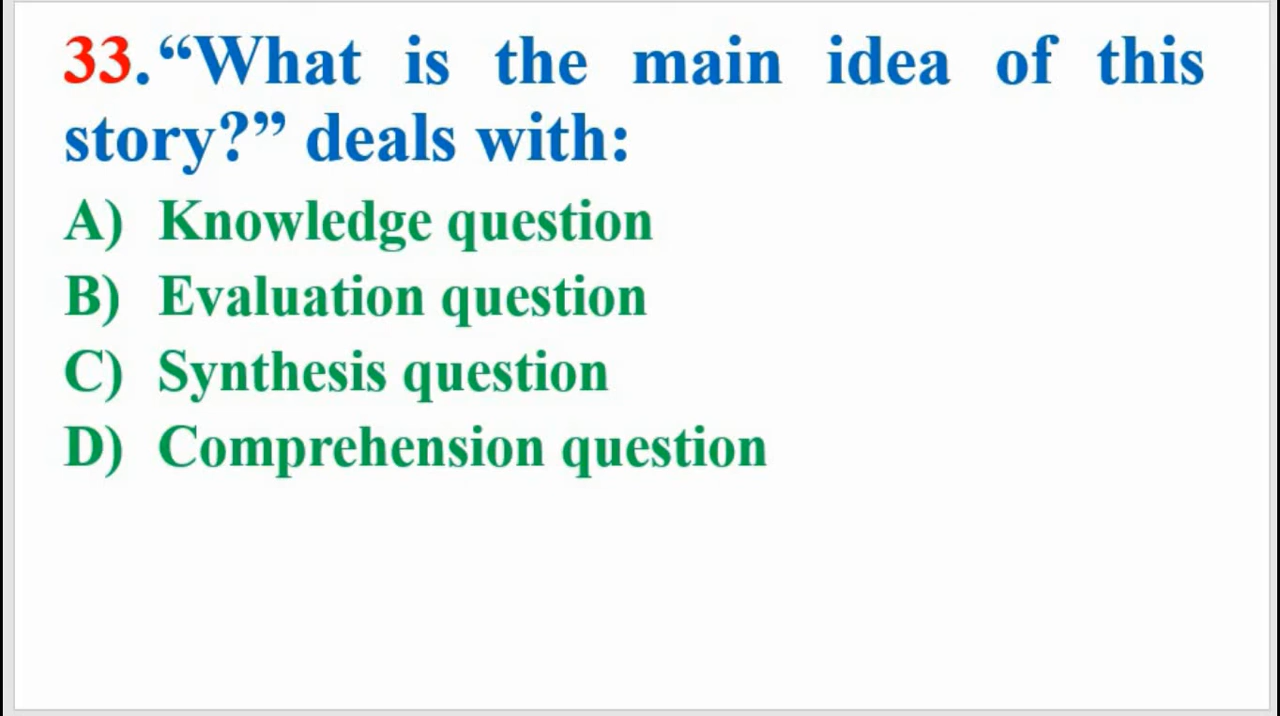 33.“What is the main idea of this
story?” deals with:
A) Knowledge question
B) Evaluation question
C) Synthesis question
D) Comprehension question